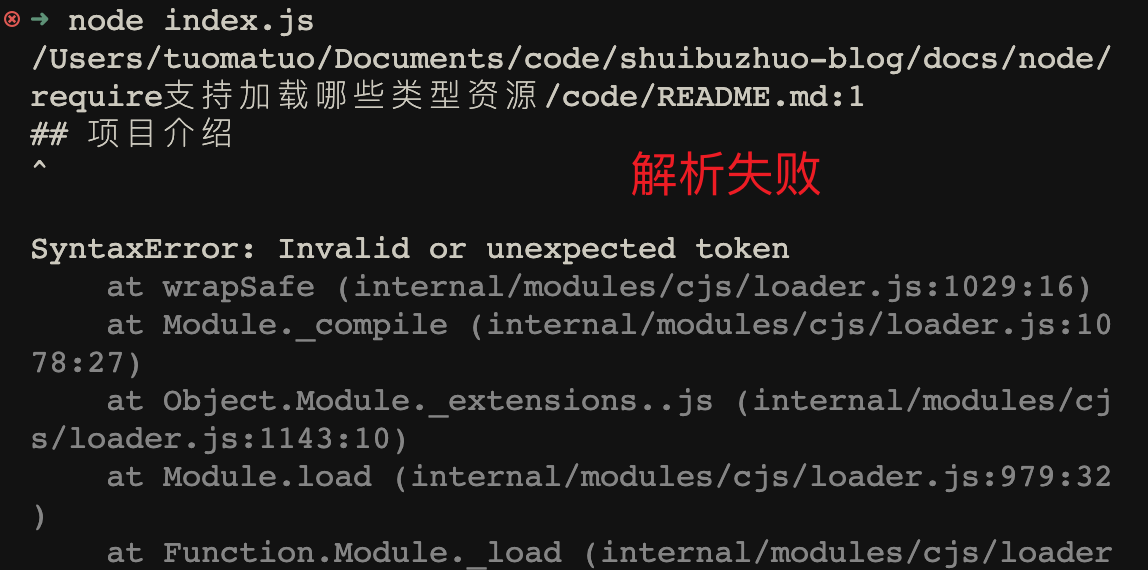 ➜ node index.js
/Users/tuomatuo/Documents/code/shuibuzhuo-blog/docs/node/
require支持加载哪些类型资源/code/README.md:1
## 项目介绍
^
解析失败
SyntaxError: Invalid or unexpected token
    at wrapSafe (internal/modules/cjs/loader.js:1029:16)
    at Module._compile (internal/modules/cjs/loader.js:10
78:27)
    at Object.Module._extensions..js (internal/modules/cj
s/loader.js:1143:10)
    at Module.load (internal/modules/cjs/loader.js:979:32
)
    at Function.Module._load (internal/modules/cjs/loader